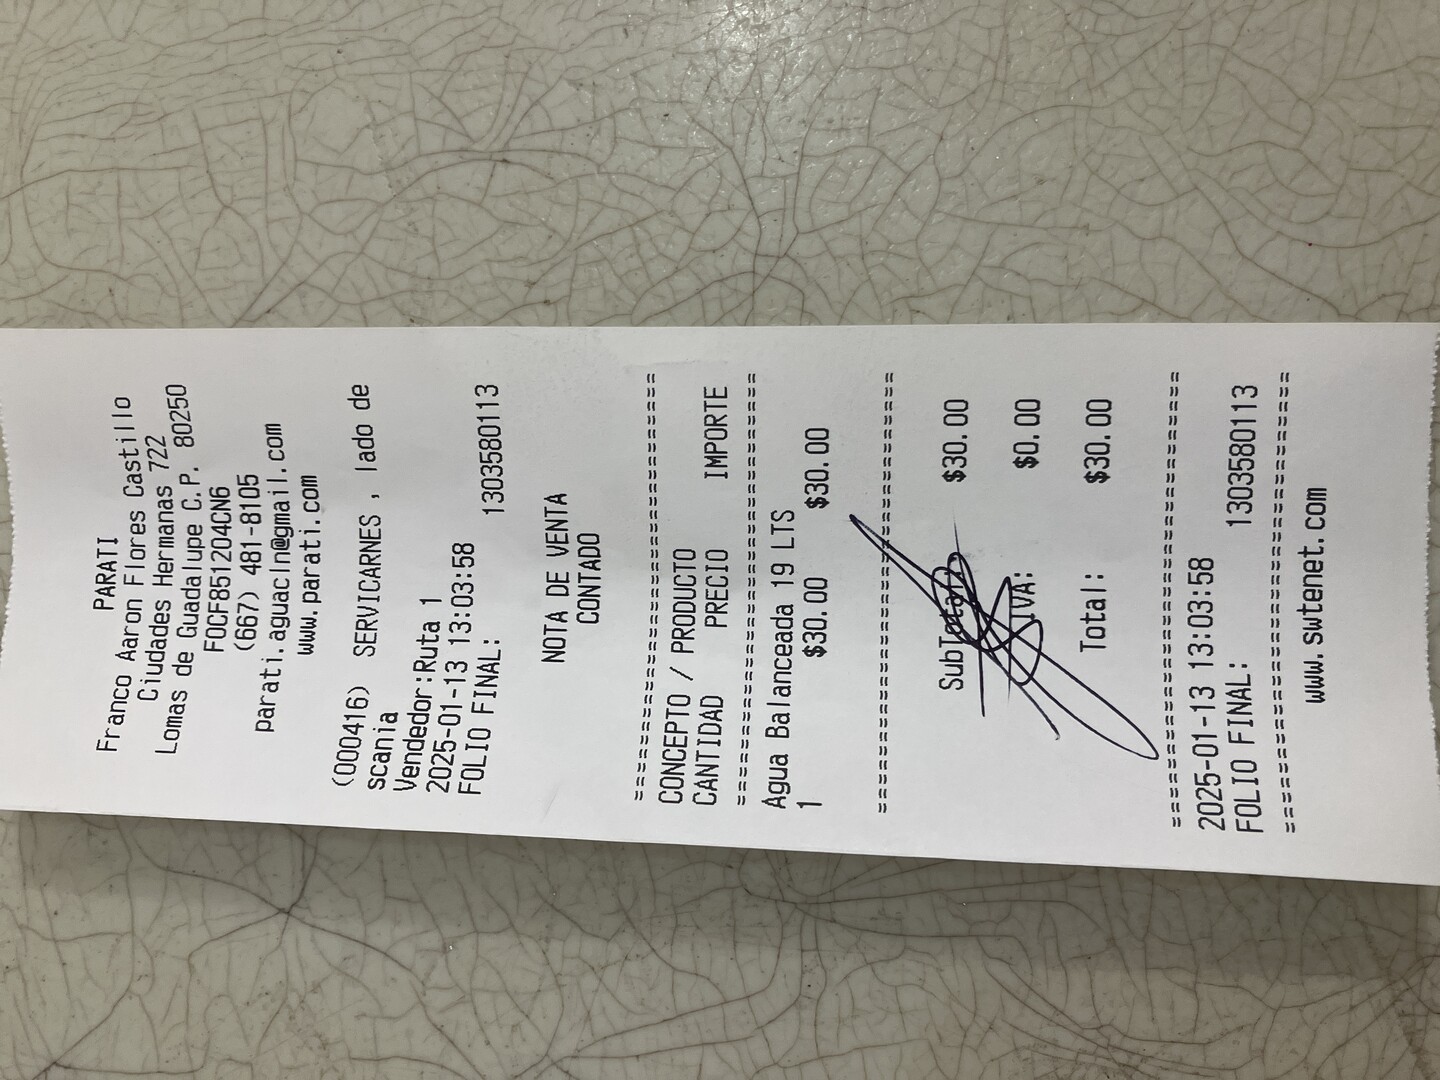 PARATI
Franco Aaron Flores Castillo
Ciudades Hermanas 722
Lomas de Guadalupe C.P. 80250
FOCF851204CN6
(667) 481-8105
parati.aguacln@gmail.com
www.parati.com
(000416) SERVICARNES , lado de
scania
Vendedor:Ruta 1
2025-01-13 13:03:58
FOLIO FINAL: 1303580113
NOTA DE VENTA
CONTADO
==============================
CONCEPTO / PRODUCTO
CANTIDAD PRECIO IMPORTE
==============================
Agua Balanceada 19 LTS
1 $30.00 $30.00
==============================
SubTotal: $30.00
IVA: $0.00
Total: $30.00
==============================
2025-01-13 13:03:58
FOLIO FINAL: 1303580113
==============================
www.swtenet.com